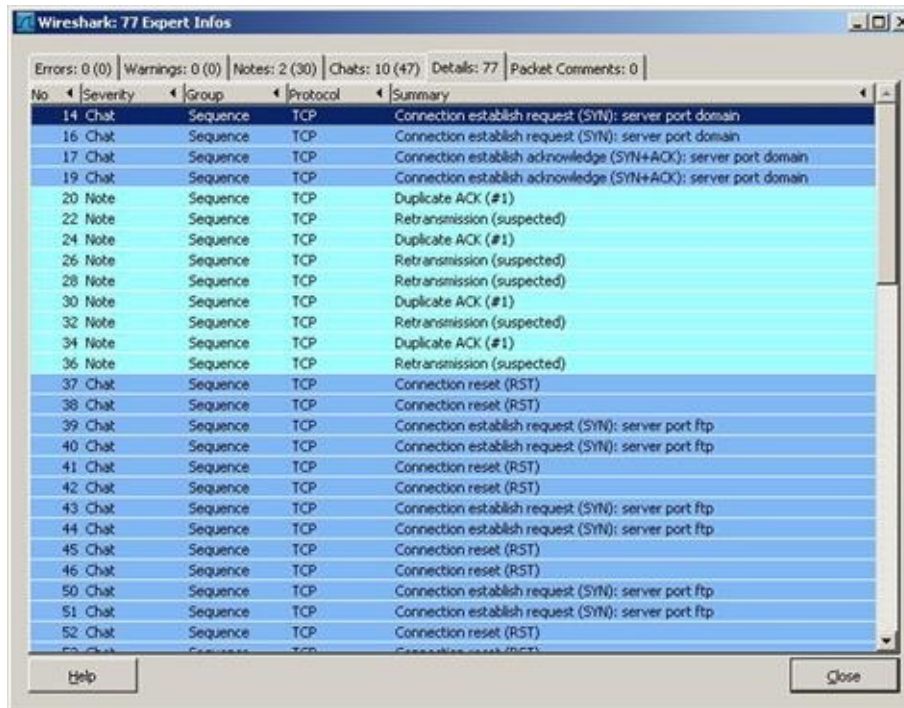 Wireshark: 77 Expert Infos
Errors: 0 (0) Warnings: 0 (0) Notes: 2 (30) Chats: 10 (47) Details: 77 Packet Comments: 0
No Severity Group Protocol Summary
14 Chat Sequence TCP Connection establish request (SYN): server port domain
16 Chat Sequence TCP Connection establish request (SYN): server port domain
17 Chat Sequence TCP Connection establish acknowledge (SYN+ACK): server port domain
19 Chat Sequence TCP Connection establish acknowledge (SYN+ACK): server port domain
20 Note Sequence TCP Duplicate ACK (#1)
22 Note Sequence TCP Retransmission (suspected)
24 Note Sequence TCP Duplicate ACK (#1)
26 Note Sequence TCP Retransmission (suspected)
28 Note Sequence TCP Retransmission (suspected)
30 Note Sequence TCP Duplicate ACK (#1)
32 Note Sequence TCP Retransmission (suspected)
34 Note Sequence TCP Duplicate ACK (#1)
36 Note Sequence TCP Retransmission (suspected)
37 Chat Sequence TCP Connection reset (RST)
38 Chat Sequence TCP Connection reset (RST)
39 Chat Sequence TCP Connection establish request (SYN): server port ftp
40 Chat Sequence TCP Connection establish request (SYN): server port ftp
41 Chat Sequence TCP Connection reset (RST)
42 Chat Sequence TCP Connection reset (RST)
43 Chat Sequence TCP Connection establish request (SYN): server port ftp
44 Chat Sequence TCP Connection establish request (SYN): server port ftp
45 Chat Sequence TCP Connection reset (RST)
46 Chat Sequence TCP Connection reset (RST)
50 Chat Sequence TCP Connection establish request (SYN): server port ftp
51 Chat Sequence TCP Connection establish request (SYN): server port ftp
52 Chat Sequence TCP Connection reset (RST)
Help Close